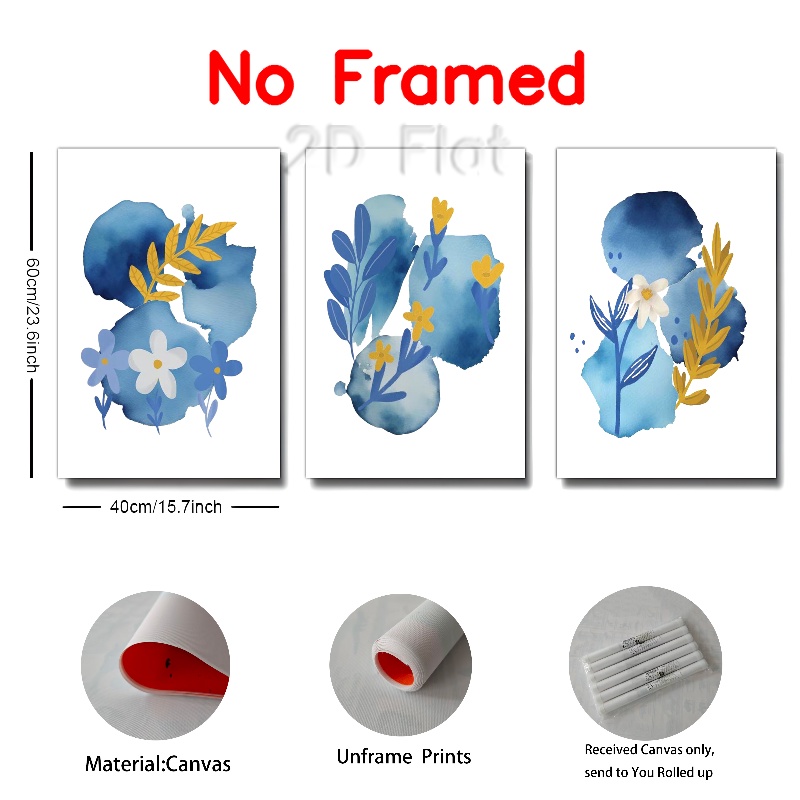 No Framed
2D Flat
60cm/23.6inch
40cm/15.7inch
Material:Canvas
Unframe Prints
Received Canvas only,
send to You Rolled up